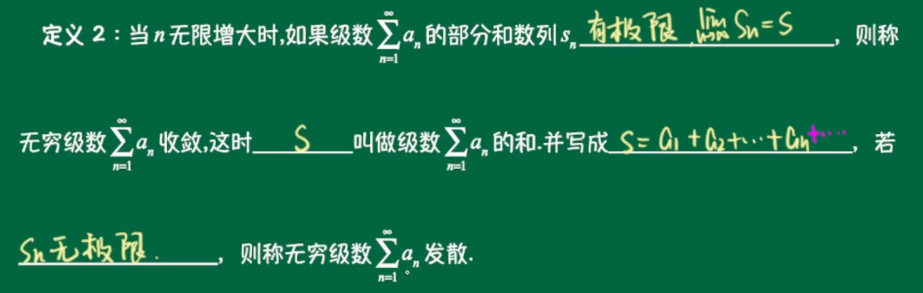 定义 2：当 n 无限增大时,如果级数 $\sum_{n=1}^{\infty} a_n$ 的部分和数列 $s_n$ 有极限 $\lim_{n \to \infty} S_n = S$ ，则称
无穷级数 $\sum_{n=1}^{\infty} a_n$ 收敛,这时 S 叫做级数 $\sum_{n=1}^{\infty} a_n$ 的和.并写成 $S = a_1 + a_2 + \cdots + a_n + \cdots$ ，若
$S_n$ 无极限. ，则称无穷级数 $\sum_{n=1}^{\infty} a_n$ 发散.